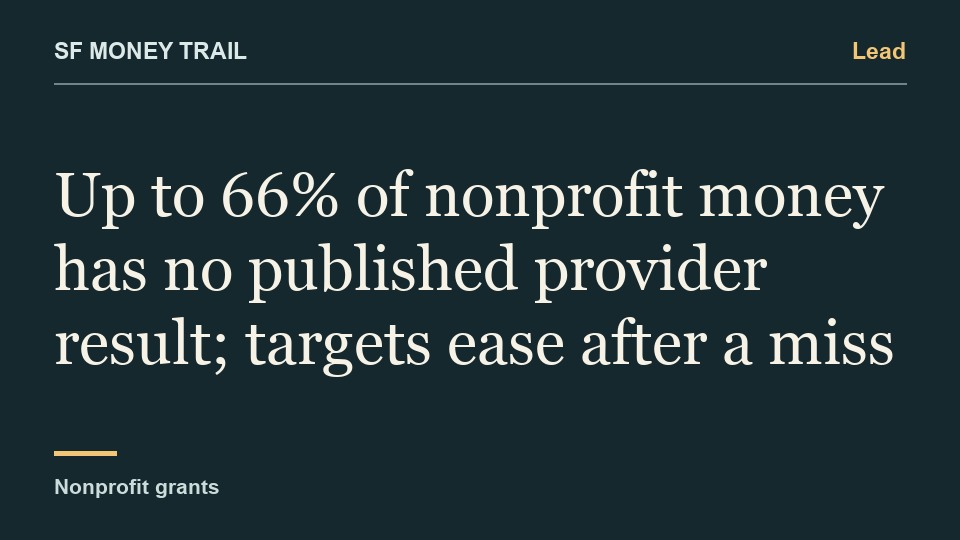 SF MONEY TRAIL
Lead
Up to 66% of nonprofit money
has no published provider
result; targets ease after a miss
Nonprofit grants